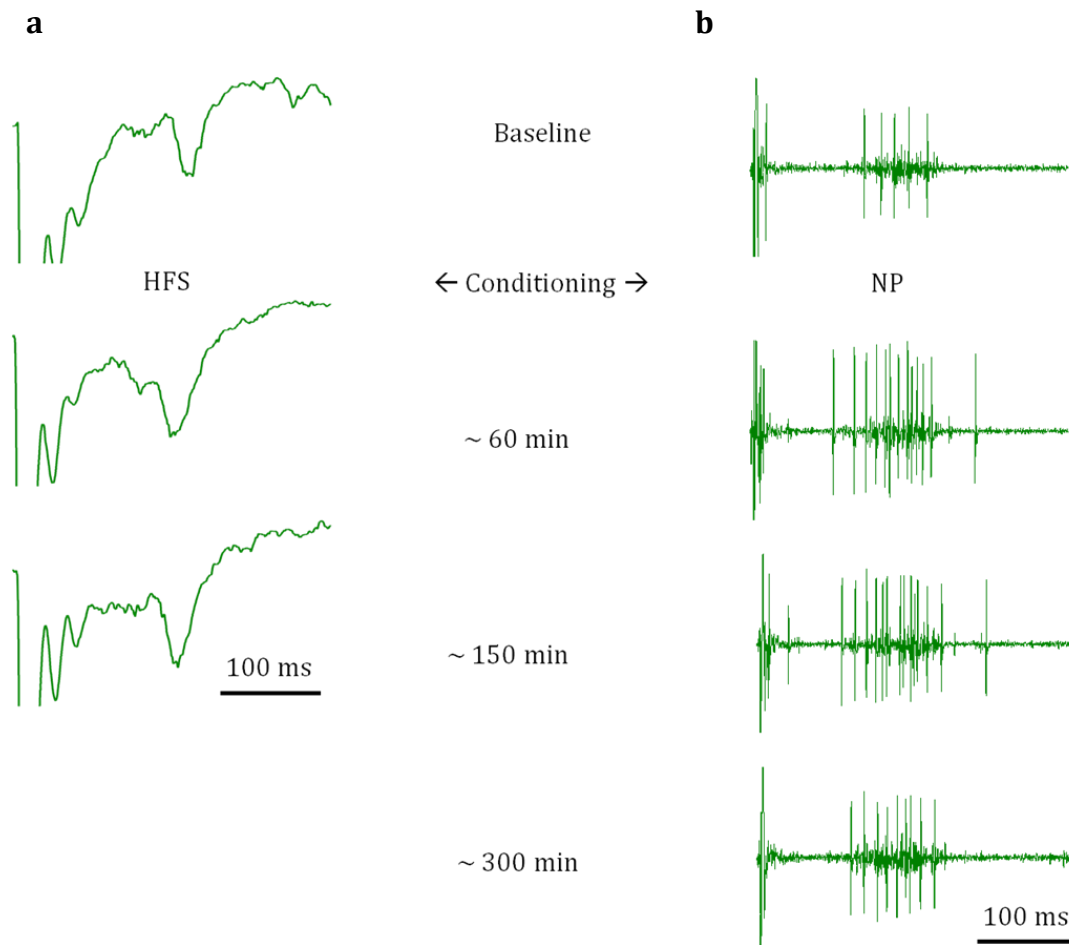 a
b
Baseline
HFS
← Conditioning →
NP
~ 60 min
~ 150 min
100 ms
~ 300 min
100 ms